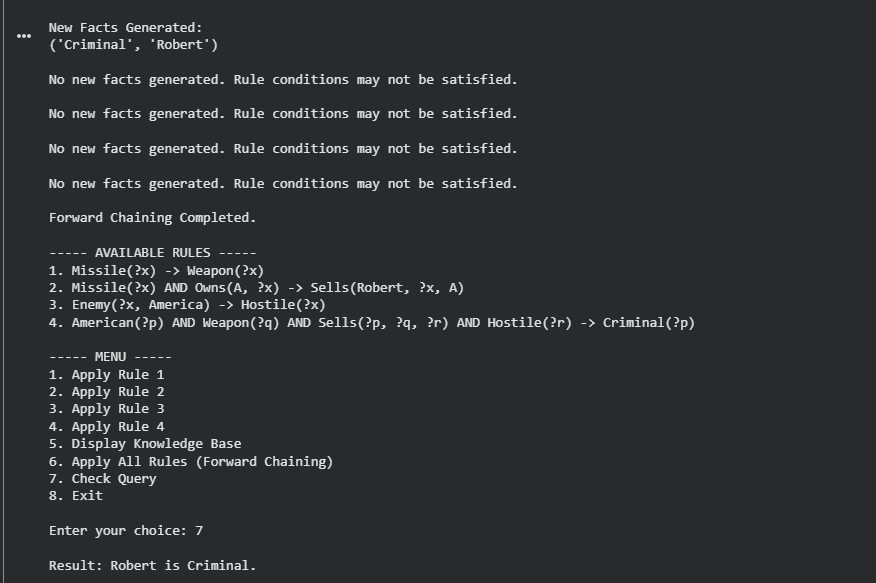 New Facts Generated:
('Criminal', 'Robert')
No new facts generated. Rule conditions may not be satisfied.
No new facts generated. Rule conditions may not be satisfied.
No new facts generated. Rule conditions may not be satisfied.
No new facts generated. Rule conditions may not be satisfied.
Forward Chaining Completed.
----- AVAILABLE RULES -----
1. Missile(?x) -> Weapon(?x)
2. Missile(?x) AND Owns(A, ?x) -> Sells(Robert, ?x, A)
3. Enemy(?x, America) -> Hostile(?x)
4. American(?p) AND Weapon(?q) AND Sells(?p, ?q, ?r) AND Hostile(?r) -> Criminal(?p)
----- MENU -----
1. Apply Rule 1
2. Apply Rule 2
3. Apply Rule 3
4. Apply Rule 4
5. Display Knowledge Base
6. Apply All Rules (Forward Chaining)
7. Check Query
8. Exit
Enter your choice: 7
Result: Robert is Criminal.